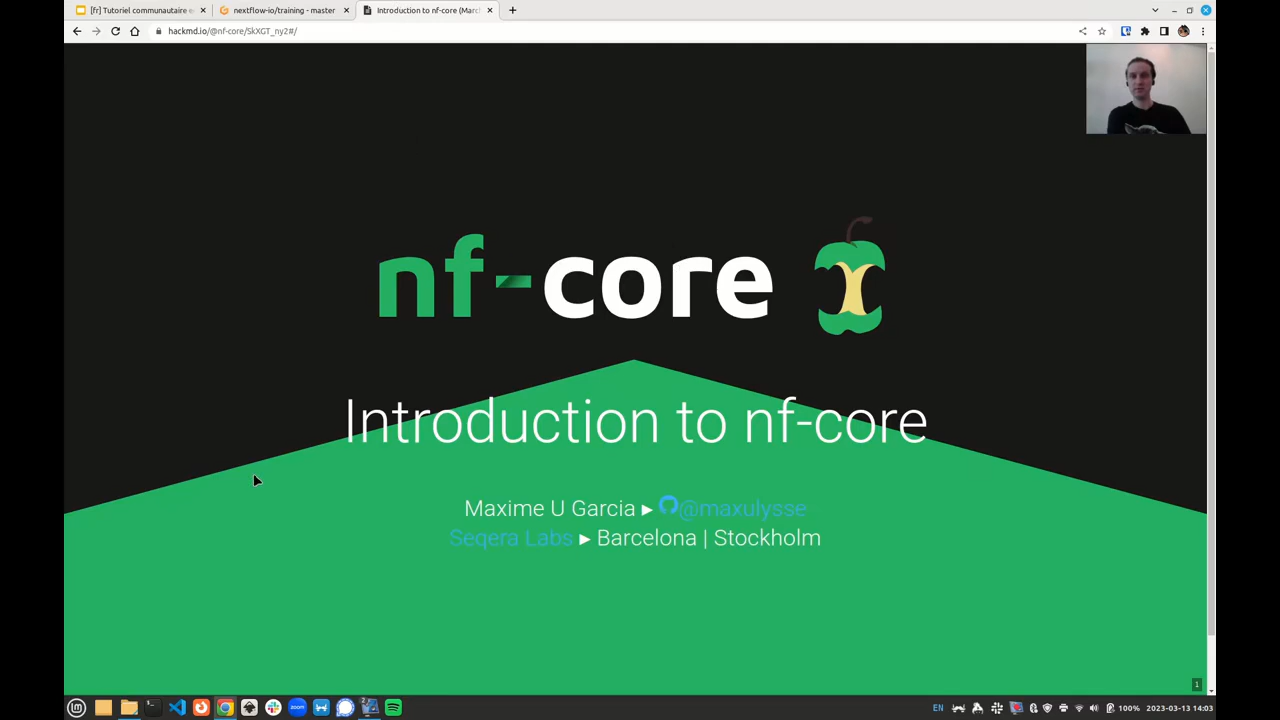 [fr] Tutoriel communautaire e
nextflow-io/training - master
Introduction to nf-core (Marc
hackmd.io/@nf-core/SkXGT_ny2#/
nf-core
Introduction to nf-core
Maxime U Garcia ▸ @maxulysse
Seqera Labs ▸ Barcelona | Stockholm
1
zoom
EN
100%
2023-03-13 14:03